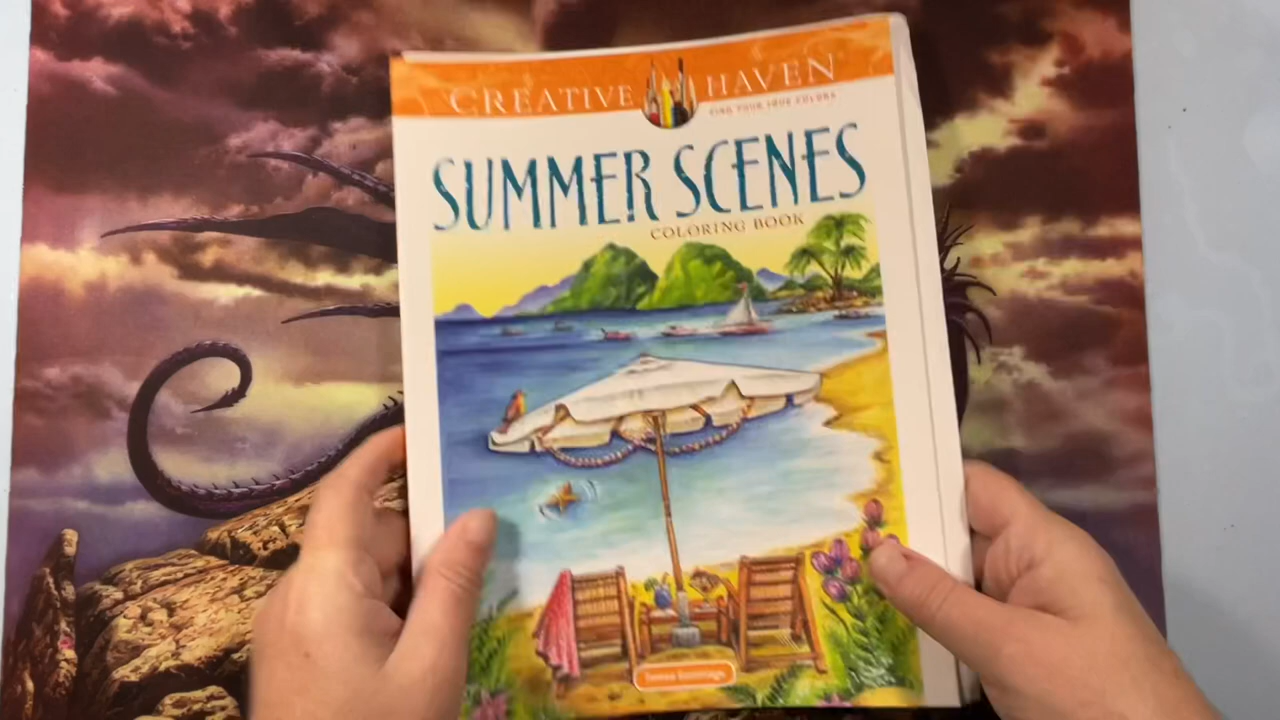 CREATIVE HAVEN
FIND YOUR TRUE COLORS
SUMMER SCENES
COLORING BOOK